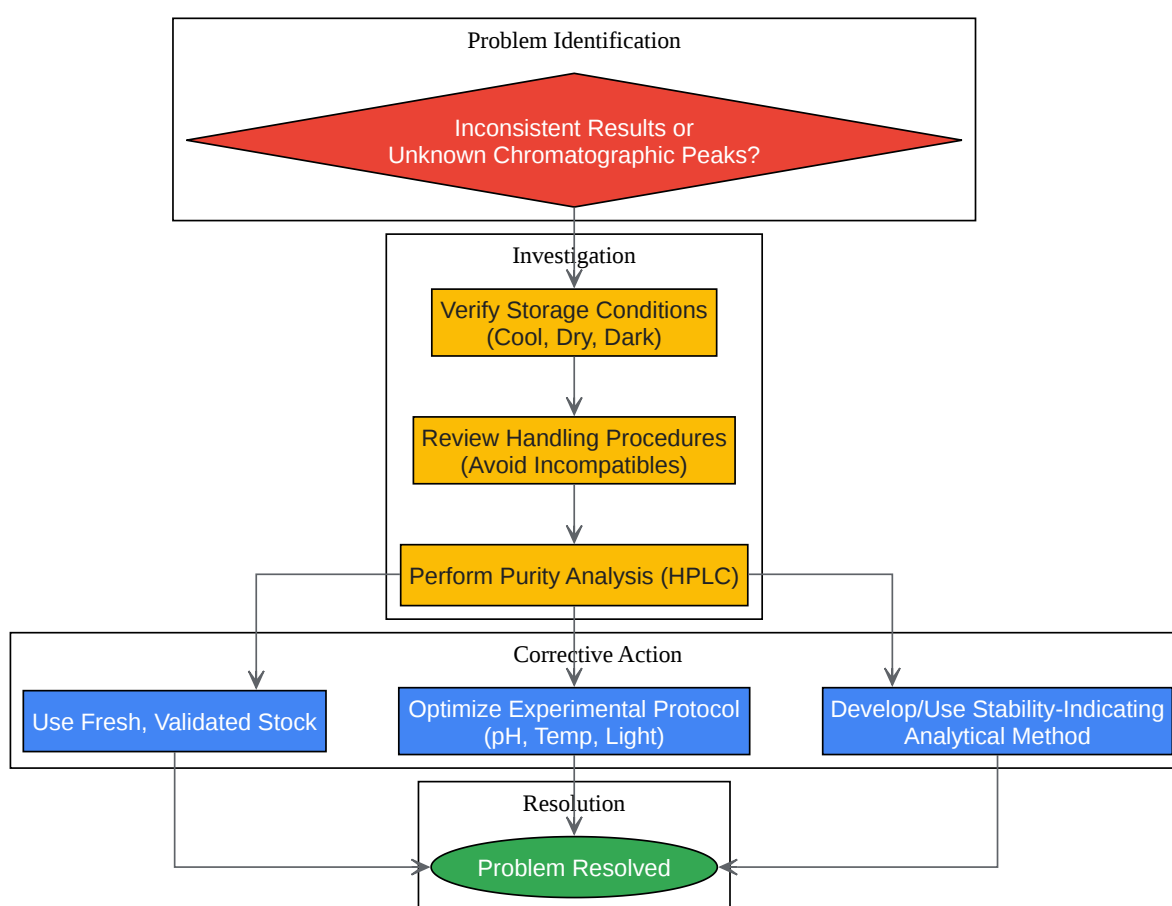 Problem Identification
Inconsistent Results or
Unknown Chromatographic Peaks?
Investigation
Verify Storage Conditions
(Cool, Dry, Dark)
Review Handling Procedures
(Avoid Incompatibles)
Perform Purity Analysis (HPLC)
Corrective Action
Use Fresh, Validated Stock
Optimize Experimental Protocol
(pH, Temp, Light)
Develop/Use Stability-Indicating
Analytical Method
Resolution
Problem Resolved